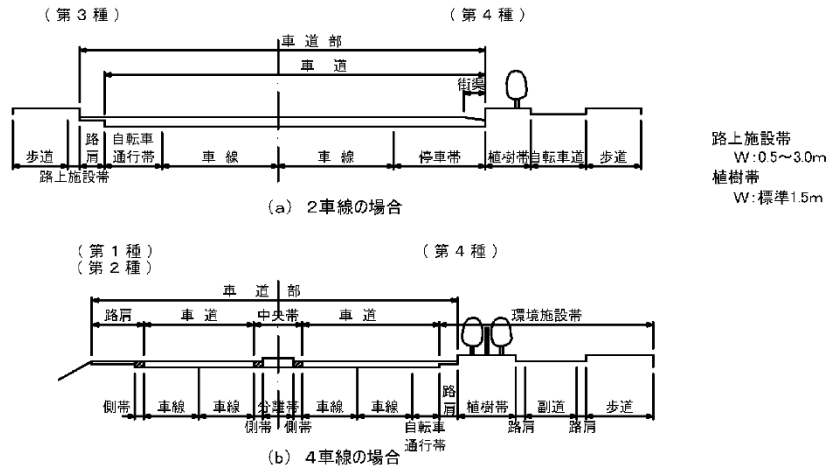 （第３種）
（第４種）
車道部
車道
街渠
歩道
路上施設帯
路肩
自転車
通行帯
車線
車線
停車帯
植樹帯
自転車道
歩道
(a) ２車線の場合
路上施設帯
W:0.5～3.0m
植樹帯
W:標準1.5m
（第１種）
（第２種）
（第４種）
車道部
路肩
車道
中央帯
車道
環境施設帯
側帯
車線
車線
分離帯
側帯
側帯
車線
車線
自転車
通行帯
路肩
植樹帯
路肩
副道
路肩
歩道
(b) ４車線の場合